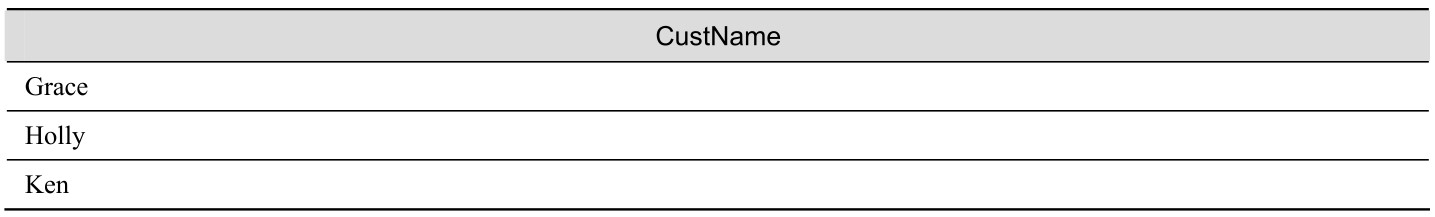 CustName
Grace
Holly
Ken